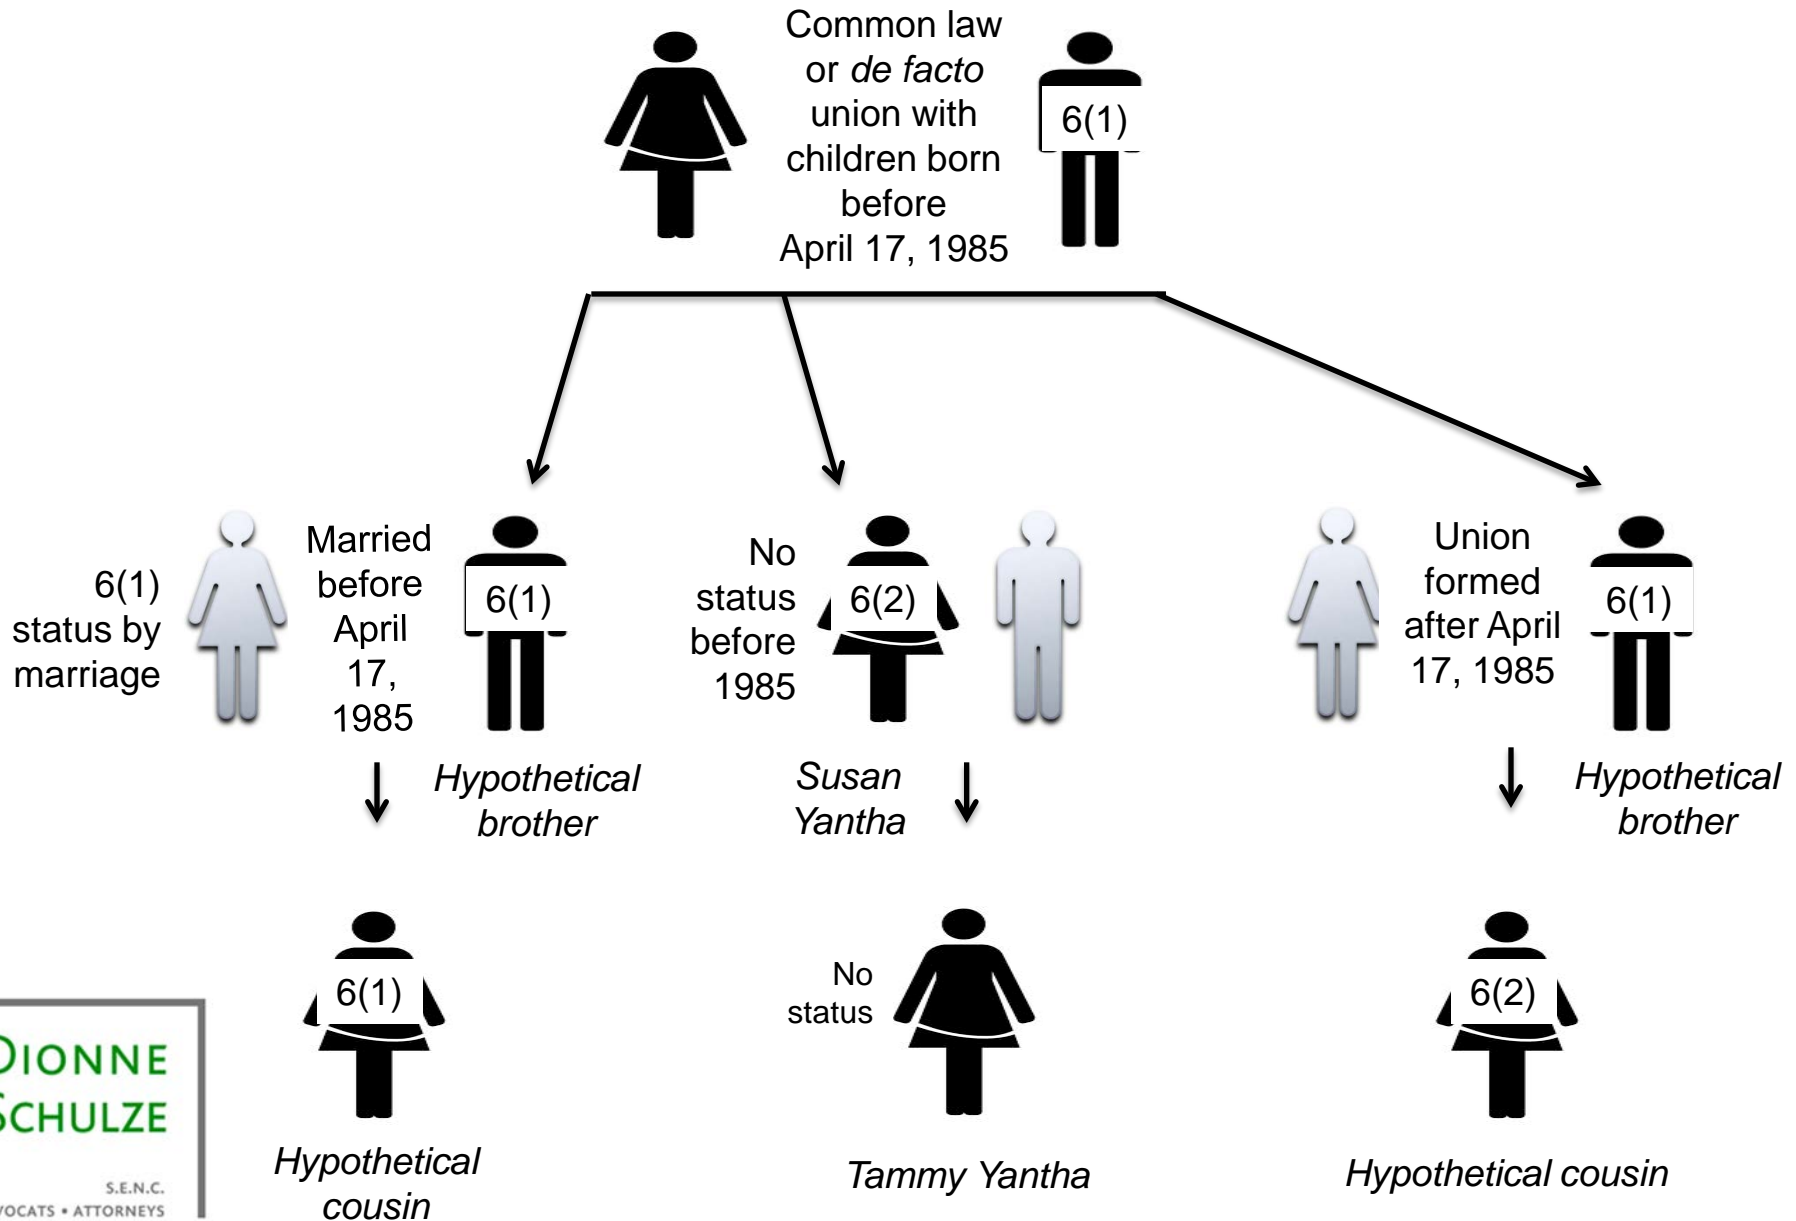 Common law
or de facto
union with
children born
before
April 17, 1985
6(1)
6(1)
status by
marriage
Married
before
April
17,
1985
6(1)
Hypothetical
brother
No
status
before
1985
6(2)
Susan
Yantha
Union
formed
after April
17, 1985
6(1)
Hypothetical
brother
6(1)
Hypothetical
cousin
No
status
Tammy Yantha
6(2)
Hypothetical cousin
DIONNE
SCHULZE
S.E.N.C.
VOCATS • ATTORNEYS